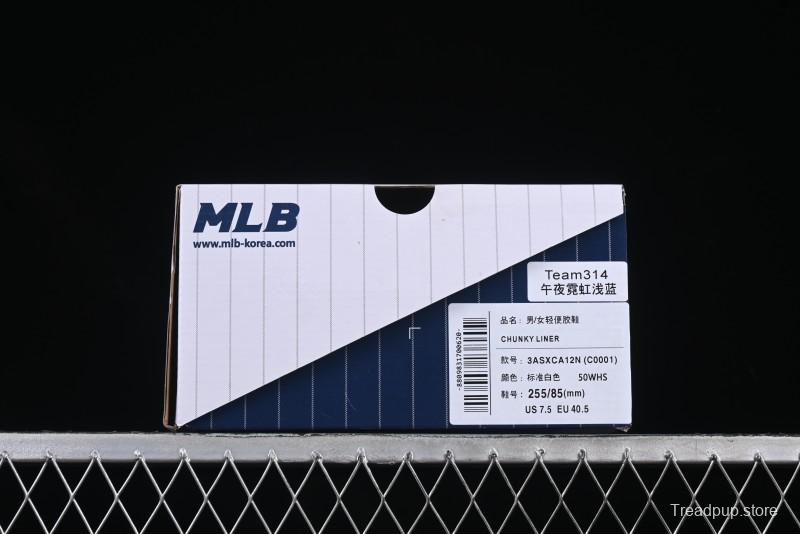 MLB
www.mlb-korea.com
Team314
午夜霓虹浅蓝
品名：男/女轻便胶鞋
CHUNKY LINER
款号：3ASXCA12N (C0001)
颜色：标准白色 50WHS
鞋号：255/85(mm)
US 7.5 EU 40.5
-8809831700620-
Treadpup.store